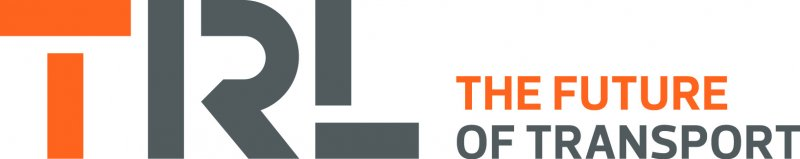 TRL
THE FUTURE
OF TRANSPORT